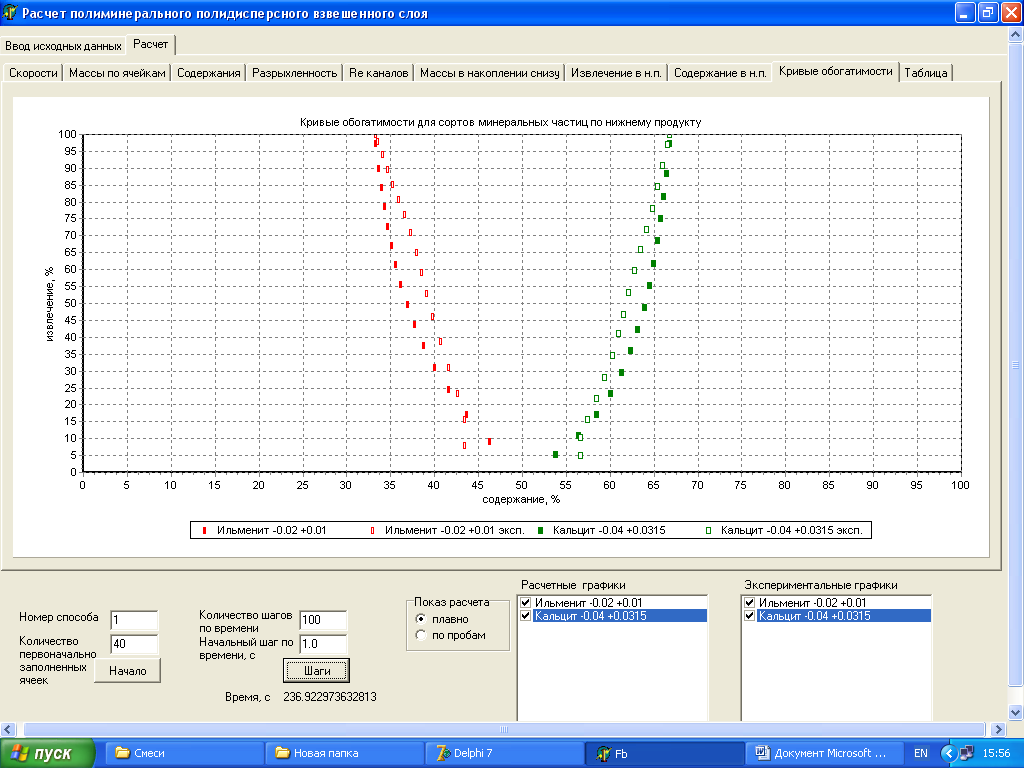 Расчет полиминерального полидисперсного взвешенного слоя
Ввод исходных данных Расчет
Скорости Массы по ячейкам Содержания Разрыхленность Re каналов Массы в накоплении снизу Извлечение в н.п. Содержание в н.п. Кривые обогатимости Таблица
Кривые обогатимости для сортов минеральных частиц по нижнему продукту
100
95
90
85
80
75
70
65
60
55
50
45
40
35
30
25
20
15
10
5
0
извлечение, %
0 5 10 15 20 25 30 35 40 45 50 55 60 65 70 75 80 85 90 95 100
содержание, %
Ильменит -0.02 +0.01 Ильменит -0.02 +0.01 эксп. Кальцит -0.04 +0.0315 Кальцит -0.04 +0.0315 эксп.
Номер способа 1
Количество первоначально заполненных ячеек 40
Начало
Количество шагов по времени 100
Начальный шаг по времени, с 1.0
Шаги
Время, с 236.922973632813
Показ расчета
плавно
по пробам
Расчетные графики
Ильменит -0.02 +0.01
Кальцит -0.04 +0.0315
Экспериментальные графики
Ильменит -0.02 +0.01
Кальцит -0.04 +0.0315
пуск Смеси Новая папка Delphi 7 Fb Документ Microsoft ... EN 15:56